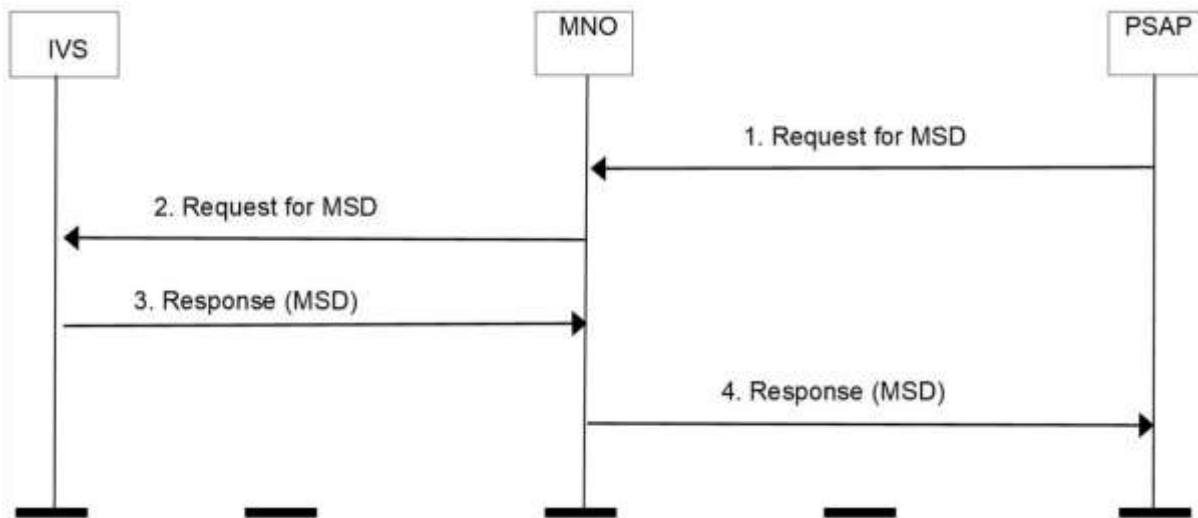 IVS
MNO
PSAP
1. Request for MSD
2. Request for MSD
3. Response (MSD)
4. Response (MSD)